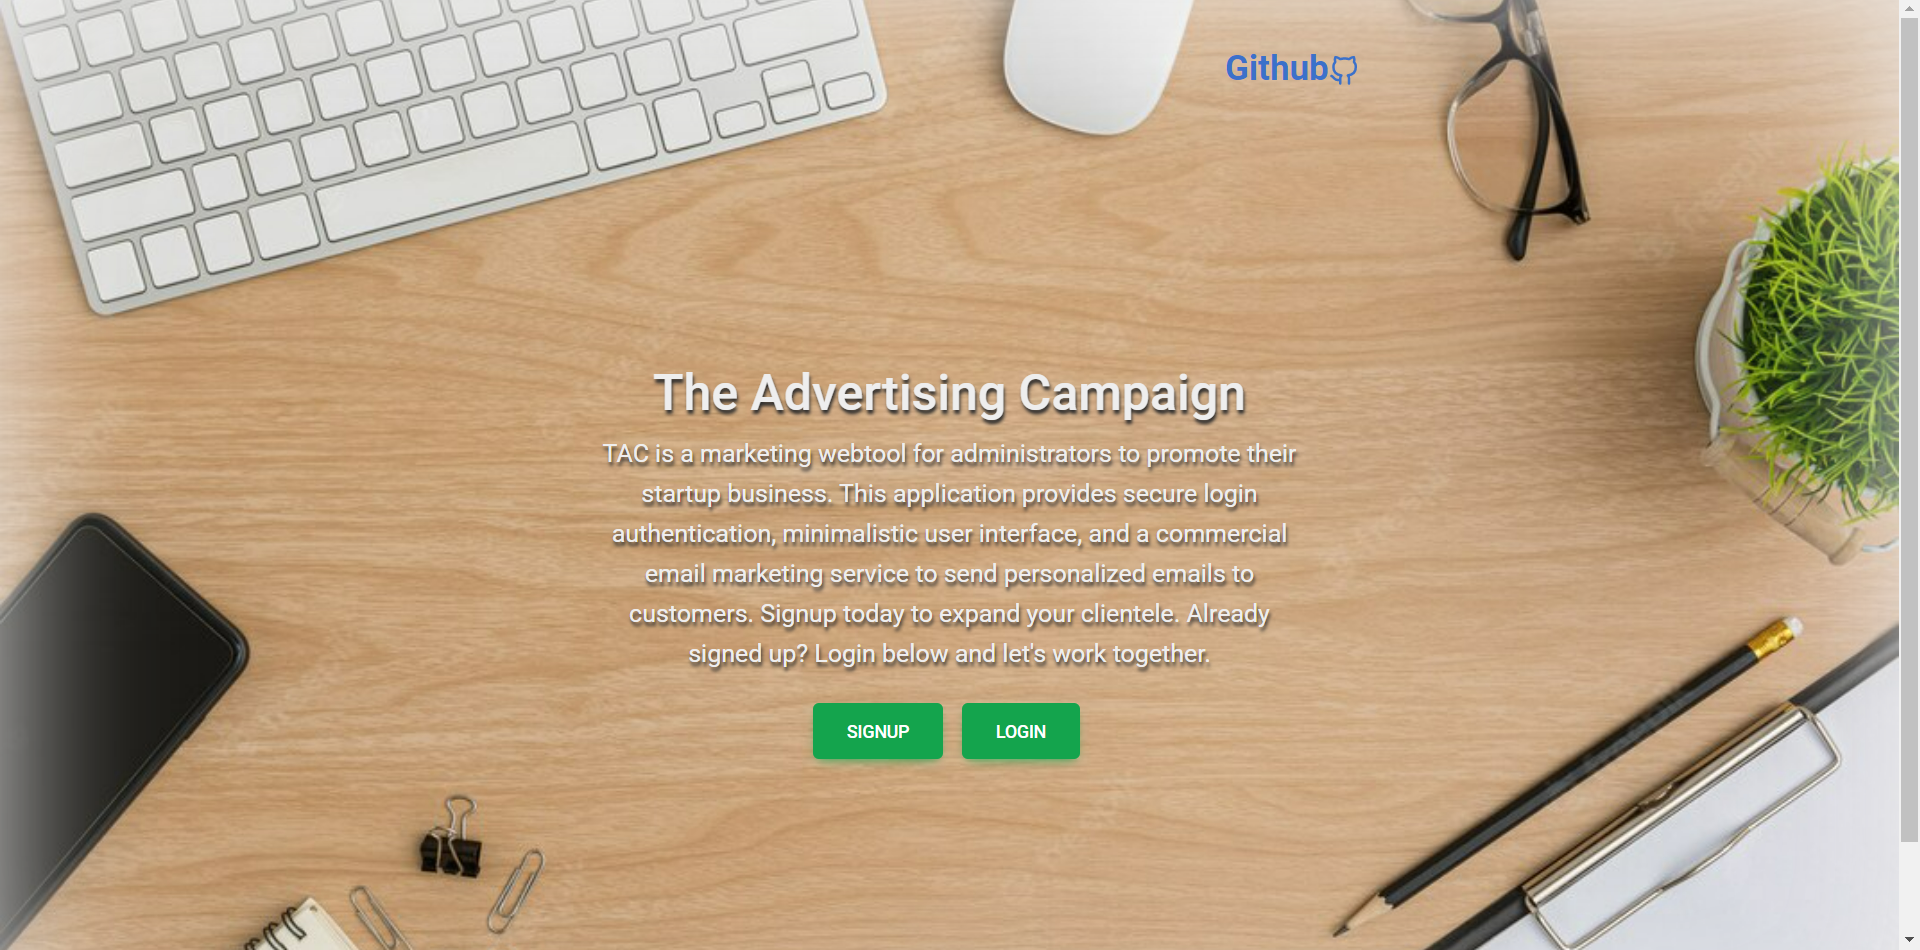 Github
The Advertising Campaign
TAC is a marketing webtool for administrators to promote their
startup business. This application provides secure login
authentication, minimalistic user interface, and a commercial
email marketing service to send personalized emails to
customers. Signup today to expand your clientele. Already
signed up? Login below and let's work together.
SIGNUP
LOGIN